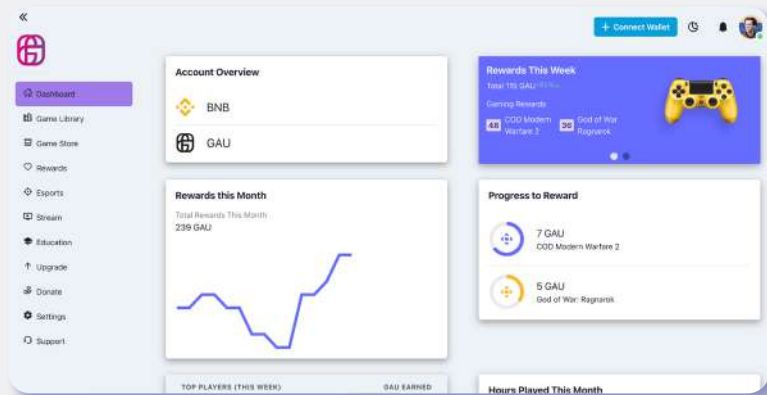 + Connect Wallet
Dashboard
Game Library
Game Store
Rewards
Esports
Stream
Education
Upgrade
Donate
Settings
Support
Account Overview
BNB
GAU
Rewards This Week
Total 115 GAU
Gaming Rewards
48
COD Modern
Warfare 2
36
God of War
Ragnarok
Rewards this Month
Total Rewards This Month
239 GAU
Progress to Reward
7 GAU
COD Modern Warfare 2
5 GAU
God of War: Ragnarok
TOP PLAYERS (THIS WEEK)
GAU EARNED
Hours Played This Month